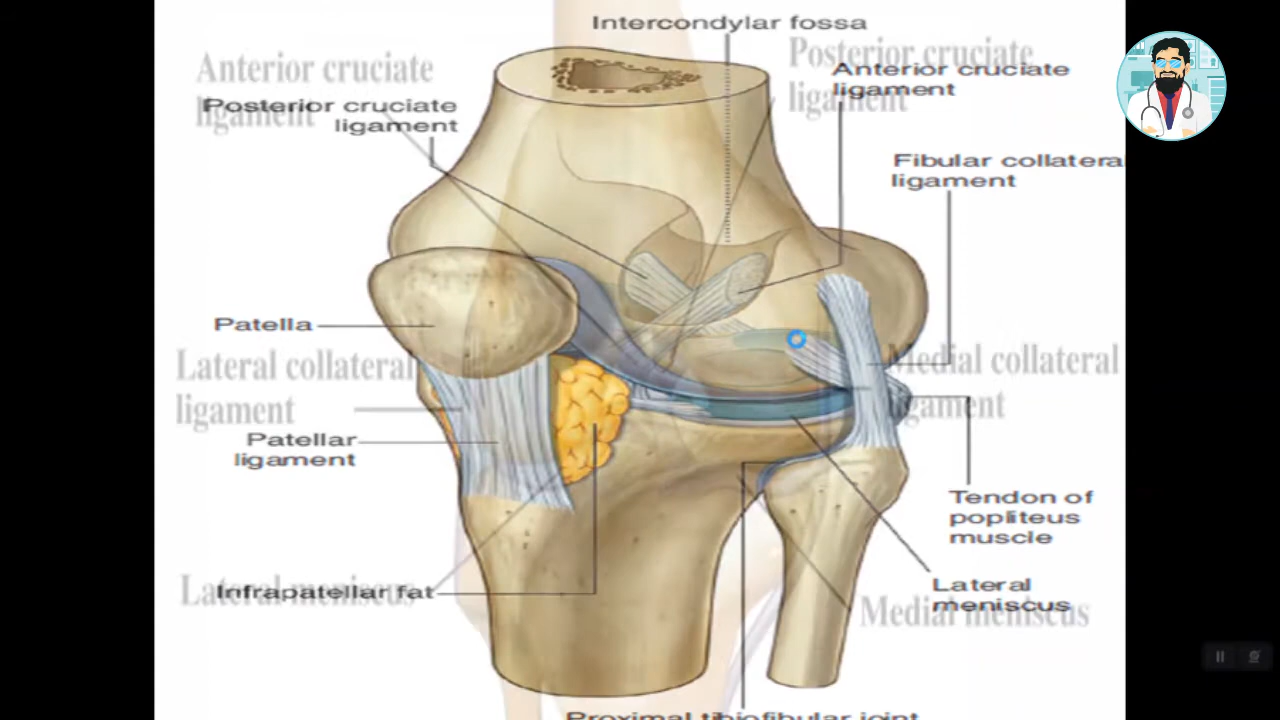 Intercondylar fossa
Anterior cruciate
ligament
Posterior cruciate
ligament
Posterior cruciate
ligament
Anterior cruciate
ligament
Fibular collatera
ligament
Patella
Lateral collateral
ligament
Medial collateral
ligament
Patellar
ligament
Tendon of
popliteus
muscle
Lateral meniscus
Infrapatellar fat
Lateral
meniscus
Medial meniscus
Proximal tibiofibular joint